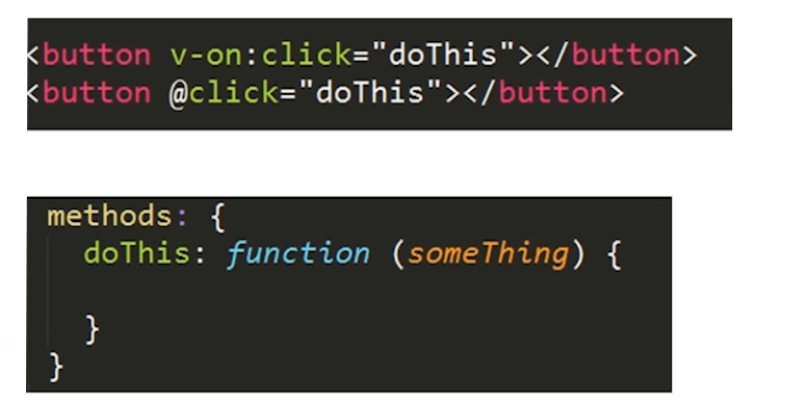 <button v-on:click="doThis"></button>
<button @click="doThis"></button>
methods: {
doThis: function (someThing) {
}
}